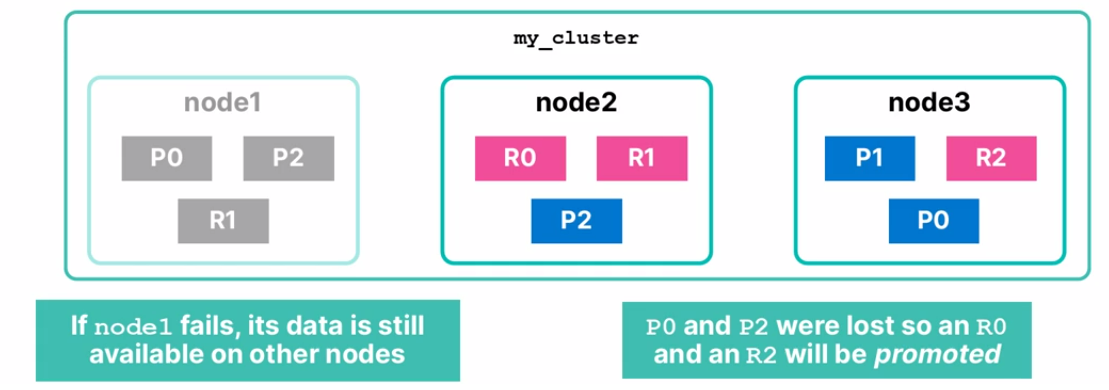 my_cluster
node1
node2
node3
P0 P2
R0 R1
P1 R2
R1
P2
P0
If node1 fails, its data is still
available on other nodes
P0 and P2 were lost so an R0
and an R2 will be promoted